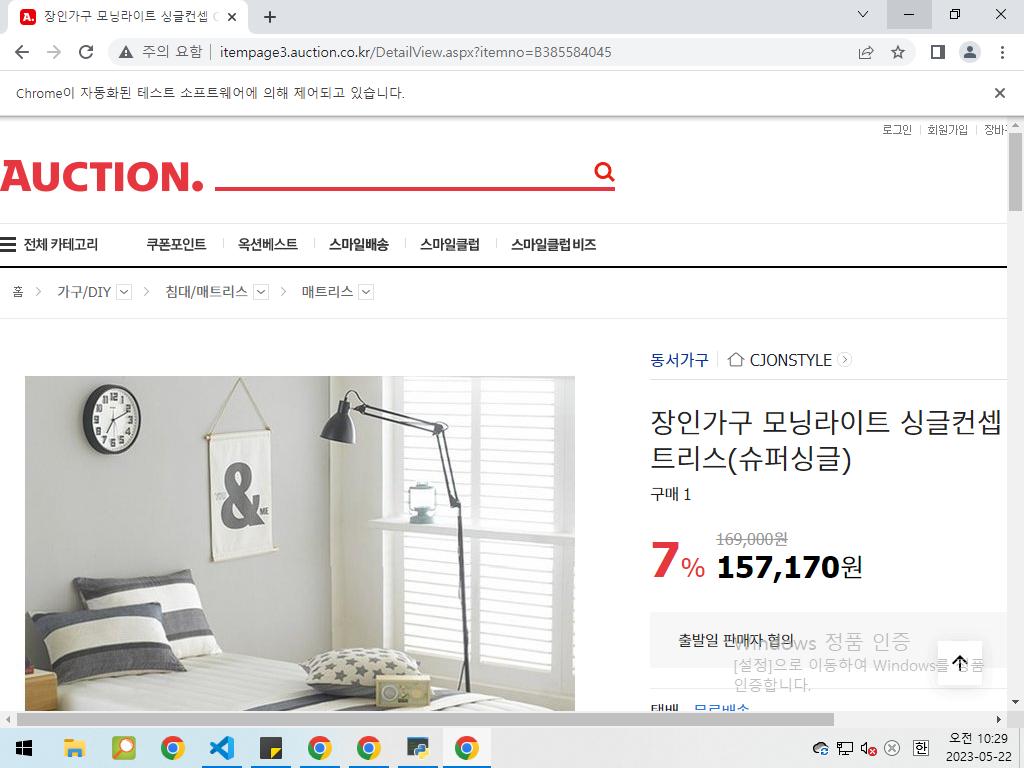 장인가구 모닝라이트 싱글컨셉
주의 요함
itempage3.auction.co.kr/DetailView.aspx?itemno=B385584045
Chrome이 자동화된 테스트 소프트웨어에 의해 제어되고 있습니다.
로그인 회원가입 장바
AUCTION.
전체 카테고리 쿠폰포인트 옥션베스트 스마일배송 스마일클럽 스마일클럽 비즈
홈 가구/DIY 침대/매트리스 매트리스
동서가구 CJONSTYLE
장인가구 모닝라이트 싱글컨셉
트리스(슈퍼싱글)
구매 1
169,000원
7% 157,170원
출발일 판매자 협의
Windows 정품 인증
[설정]으로 이동하여 Windows를 정품
인증합니다.
택배 무료배송
YOU & ME
한
오전 10:29
2023-05-22